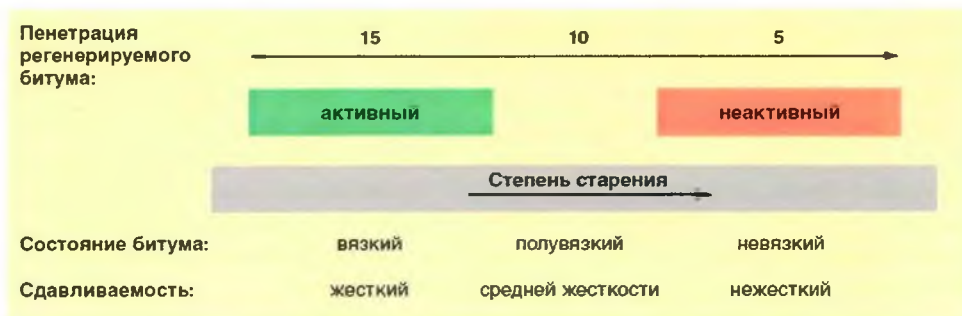 Пенетрация
регенерируемого
битума:
15 10 5
активный неактивный
Степень старения
Состояние битума: вязкий полувязкий невязкий
Сдавливаемость: жесткий средней жесткости нежесткий